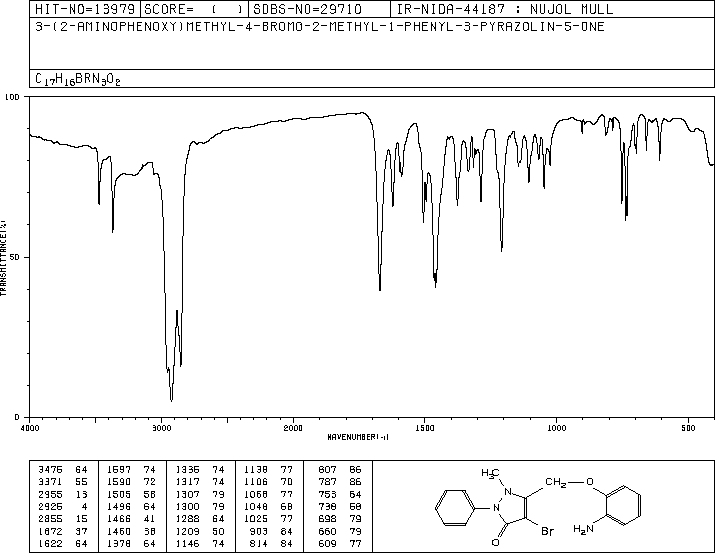 HIT-NO=13979 SCORE= ( ) SDBS-NO=29710 IR-NIDA-44187 : NUJOL MULL
3-(2-AMINOPHENOXY)METHYL-4-BROMO-2-METHYL-1-PHENYL-3-PYRAZOLIN-5-ONE
C17H16BRN3O2
100
TRANSMITTANCE(%)
50
0
4000 3000 2000 1500 1000 500
WAVENUMBER(-1)
3476 64 1597 74 1336 74 1138 77 807 86
3371 55 1590 72 1317 74 1106 70 787 86
2955 13 1505 58 1307 79 1068 77 753 64
2925 4 1496 64 1300 79 1048 68 738 58
2855 15 1466 41 1288 64 1025 77 698 79
1672 37 1460 38 1209 50 903 84 660 79
1622 64 1378 64 1146 74 814 84 609 77
H3C
N
CH2
O
N
Br
H2N
O